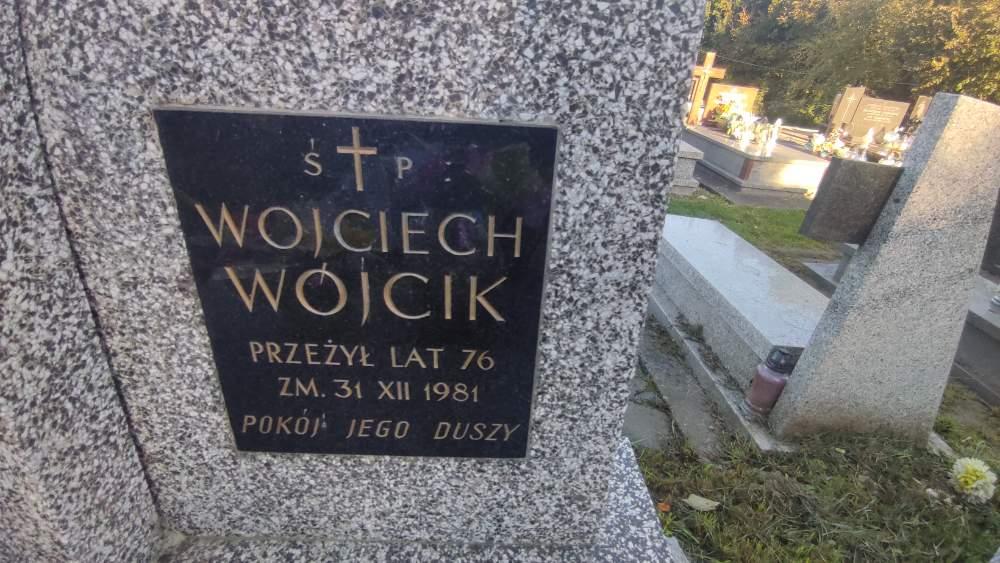 Ś P
WOJCIECH
WÓJCIK
PRZEŻYŁ LAT 76
ZM. 31 XII 1981
POKÓJ JEGO DUSZY